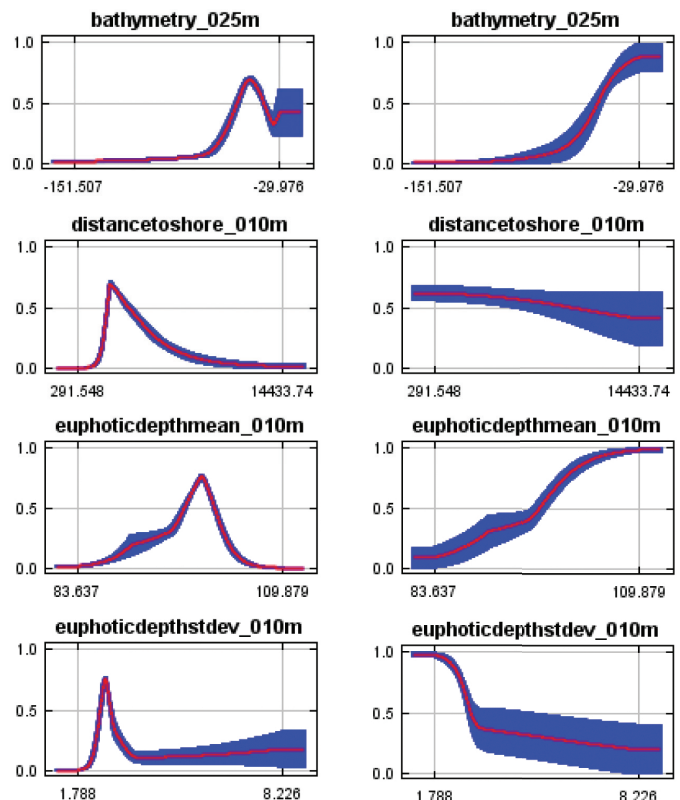 bathymetry_025m bathymetry_025m
1.0 1.0
0.5 0.5
0.0 0.0
-151.507 -29.976 -151.507 -29.976
distancetoshore_010m distancetoshore_010m
1.0 1.0
0.5 0.5
0.0 0.0
291.548 14433.74 291.548 14433.74
euphoticdepthmean_010m euphoticdepthmean_010m
1.0 1.0
0.5 0.5
0.0 0.0
83.637 109.879 83.637 109.879
euphoticdepthstdev_010m euphoticdepthstdev_010m
1.0 1.0
0.5 0.5
0.0 0.0
1.788 8.226 1.788 8.226